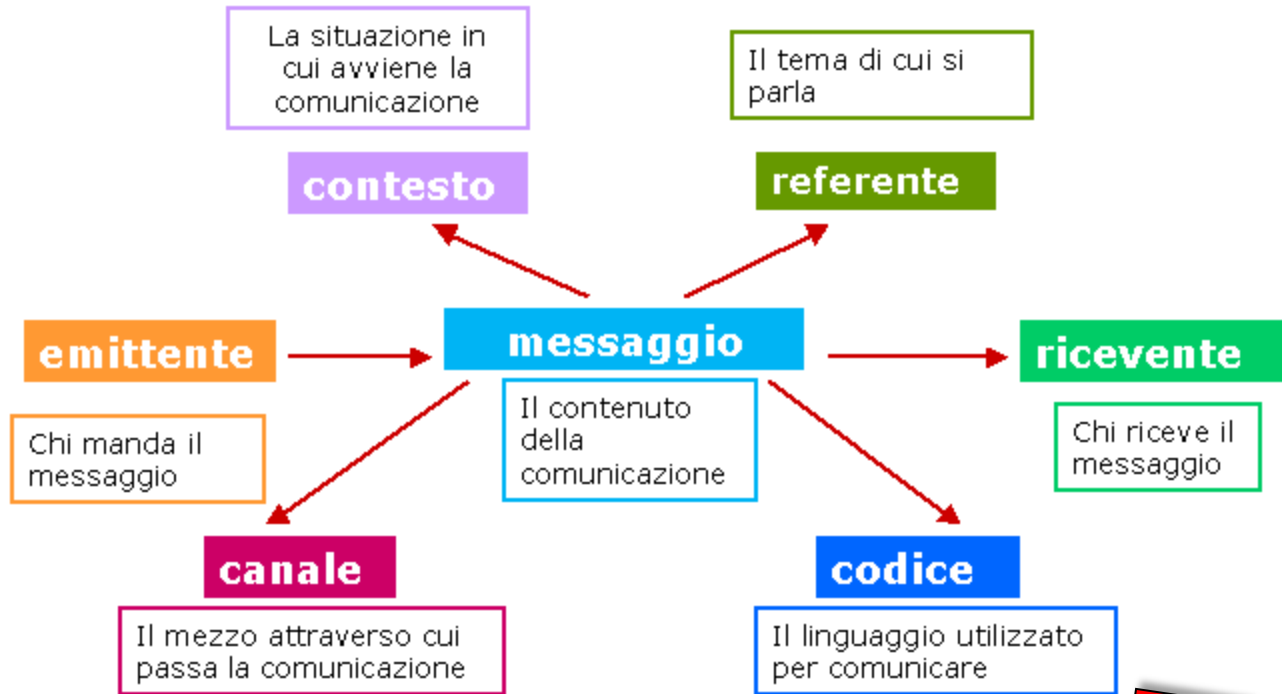 La situazione in
cui avviene la
comunicazione
Il tema di cui si
parla
contesto
referente
emittente
messaggio
ricevente
Chi manda il
messaggio
Il contenuto
della
comunicazione
Chi riceve il
messaggio
canale
codice
Il mezzo attraverso cui
passa la comunicazione
Il linguaggio utilizzato
per comunicare